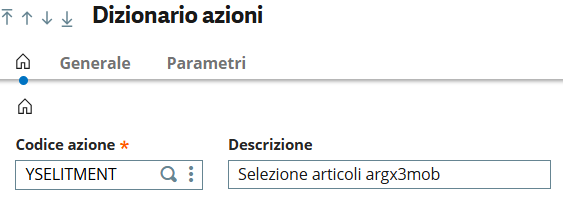 Dizionario azioni
Generale Parametri
Codice azione * Descrizione
YSELITMENT Selezione articoli argx3mob